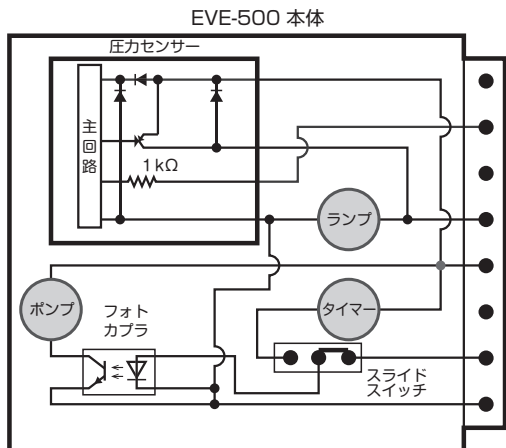 EVE-500 本体
圧力センサー
主
回
路
1kΩ
ランプ
ポンプ
フォト
カプラ
タイマー
スライド
スイッチ